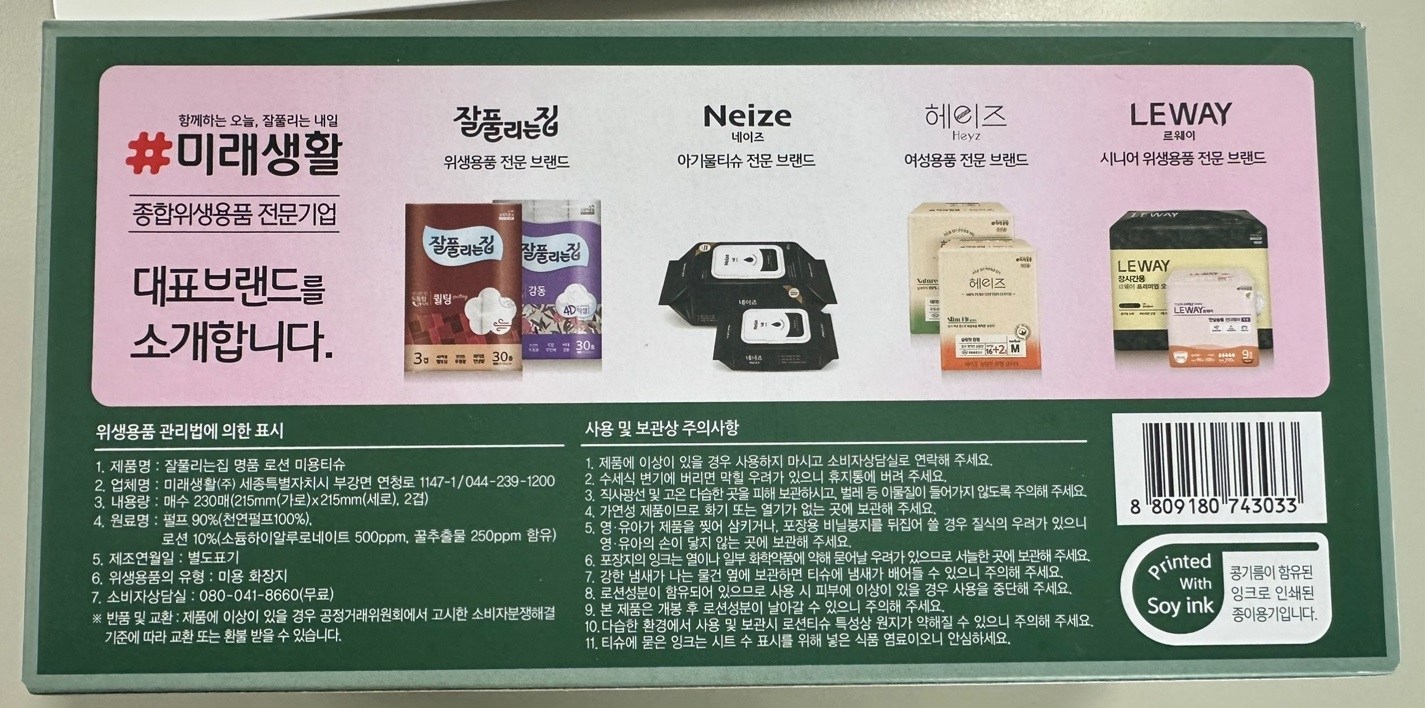 함께하는 오늘, 잘풀리는 내일
#미래생활
종합위생용품 전문기업
대표브랜드를
소개합니다.
잘풀리는집
위생용품 전문 브랜드
잘풀리는집
퀼팅
3겹
30롤
잘풀리는집
감동
4D
30롤
Neize
네이즈
아기물티슈 전문 브랜드
Neize
네이즈
네이즈
헤이즈
Heyz
여성용품 전문 브랜드
Nature
헤이즈
Slim Fit
16+2
M
LEWAY
르웨이
시니어 위생용품 전문 브랜드
LEWAY
LEWAY
장시간용
LEWAY
9
위생용품 관리법에 의한 표시
1. 제품명 : 잘풀리는집 명품 로션 미용티슈
2. 업체명 : 미래생활(주) 세종특별자치시 부강면 연청로 1147-1/044-239-1200
3. 내용량 : 매수 230매(215mm(가로)x215mm(세로), 2겹)
4. 원료명 : 펄프 90%(천연펄프100%),
로션 10%(소듐하이알루로네이트 500ppm, 꿀추출물 250ppm 함유)
5. 제조연월일 : 별도표기
6. 위생용품의 유형 : 미용 화장지
7. 소비자상담실 : 080-041-8660(무료)
※ 반품 및 교환 : 제품에 이상이 있을 경우 공정거래위원회에서 고시한 소비자분쟁해결
기준에 따라 교환 또는 환불 받을 수 있습니다.
사용 및 보관상 주의사항
1. 제품에 이상이 있을 경우 사용하지 마시고 소비자상담실로 연락해 주세요.
2. 수세식 변기에 버리면 막힐 우려가 있으니 휴지통에 버려 주세요.
3. 직사광선 및 고온 다습한 곳을 피해 보관하시고, 벌레 등 이물질이 들어가지 않도록 주의해 주세요.
4. 가연성 제품이므로 화기 또는 열기가 없는 곳에 보관해 주세요.
5. 영·유아가 제품을 찢어 삼키거나, 포장용 비닐봉지를 뒤집어 쓸 경우 질식의 우려가 있으니
영·유아의 손이 닿지 않는 곳에 보관해 주세요.
6. 포장지의 잉크는 열이나 일부 화학약품에 약해 묻어날 우려가 있으므로 서늘한 곳에 보관해 주세요.
7. 강한 냄새가 나는 물건 옆에 보관하면 티슈에 냄새가 배어들 수 있으니 주의해 주세요.
8. 로션성분이 함유되어 있으므로 사용 시 피부에 이상이 있을 경우 사용을 중단해 주세요.
9. 본 제품은 개봉 후 로션성분이 날아갈 수 있으니 주의해 주세요.
10. 다습한 환경에서 사용 및 보관시 로션티슈 특성상 원지가 약해질 수 있으니 주의해 주세요.
11. 티슈에 묻은 잉크는 시트 수 표시를 위해 넣은 식품 염료이오니 안심하세요.
8 809180 743033
Printed
With
Soy ink
콩기름이 함유된
잉크로 인쇄된
종이용기입니다.